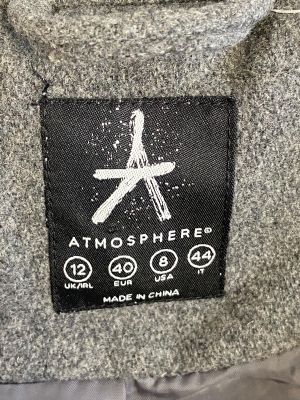 ATMOSPHERE®
12 40 8 44
UK/IRL EUR USA IT
MADE IN CHINA